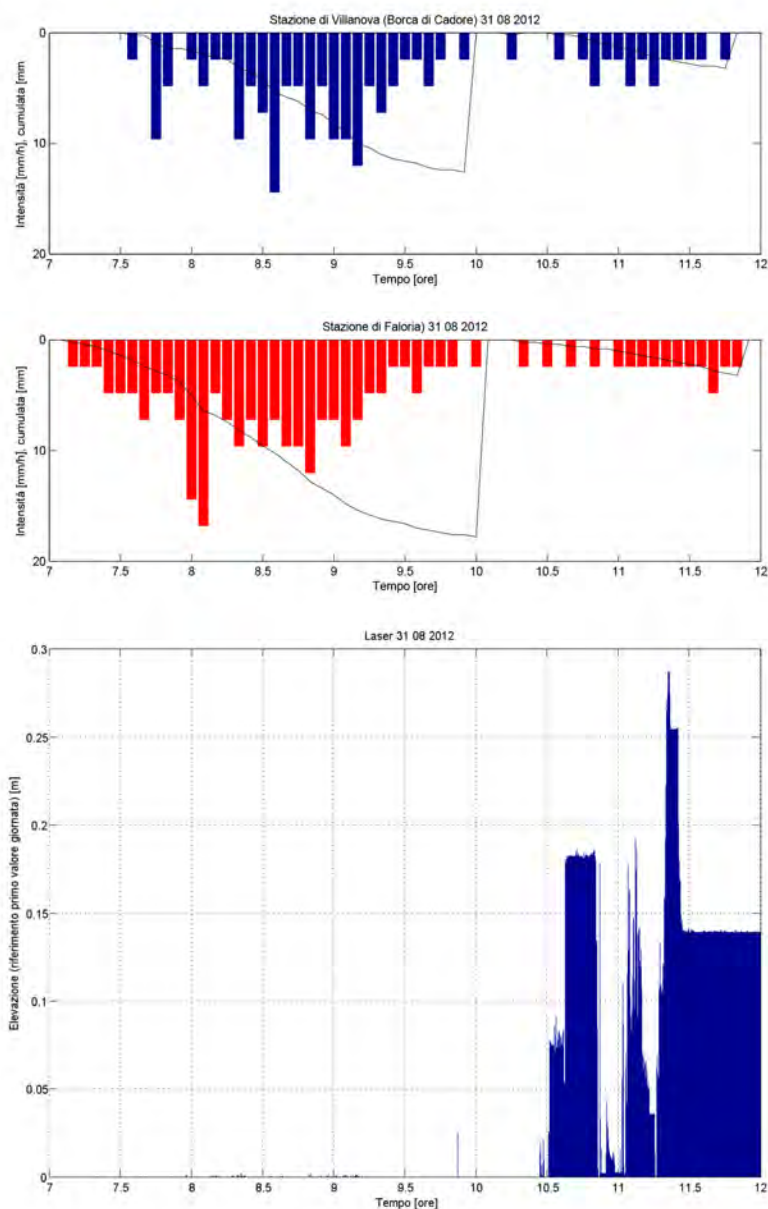 Stazione di Villanova (Borca di Cadore) 31 08 2012
Intensità [mm/h], cumulata [mm
0
10
20
7 7.5 8 8.5 9 9.5 10 10.5 11 11.5 12
Tempo [ore]
Stazione di Faloria) 31 08 2012
Intensità [mm/h], cumulata [mm]
0
10
20
7 7.5 8 8.5 9 9.5 10 10.5 11 11.5 12
Tempo [ore]
Laser 31 08 2012
Elevazione (riferimento primo valore giornata) [m]
0.3
0.25
0.2
0.15
0.1
0.05
0
7 7.5 8 8.5 9 9.5 10 10.5 11 11.5 12
Tempo [ore]